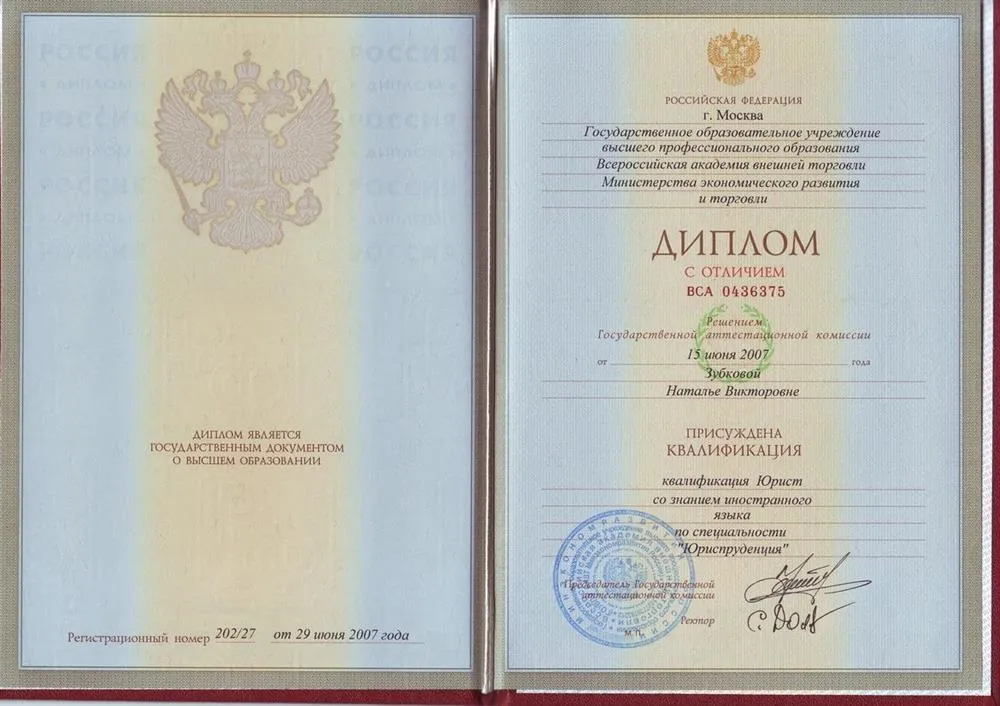 РОССИЯ РОССИЯ
ДИПЛОМ ЯВЛЯЕТСЯ
ГОСУДАРСТВЕННЫМ ДОКУМЕНТОМ
О ВЫСШЕМ ОБРАЗОВАНИИ
Регистрационный номер 202/27 от 29 июня 2007 года
РОССИЙСКАЯ ФЕДЕРАЦИЯ
г. Москва
Государственное образовательное учреждение
высшего профессионального образования
Всероссийская академия внешней торговли
Министерства экономического развития
и торговли
ДИПЛОМ
С ОТЛИЧИЕМ
ВСА 0436375
Решением
Государственной аттестационной комиссии
от 15 июня 2007 года
Зубковой
Наталье Викторовне
ПРИСУЖДЕНА
КВАЛИФИКАЦИЯ
квалификация Юрист
со знанием иностранного
языка
по специальности
"Юриспруденция"
Председатель Государственной
аттестационной комиссии
Ректор
М.П.